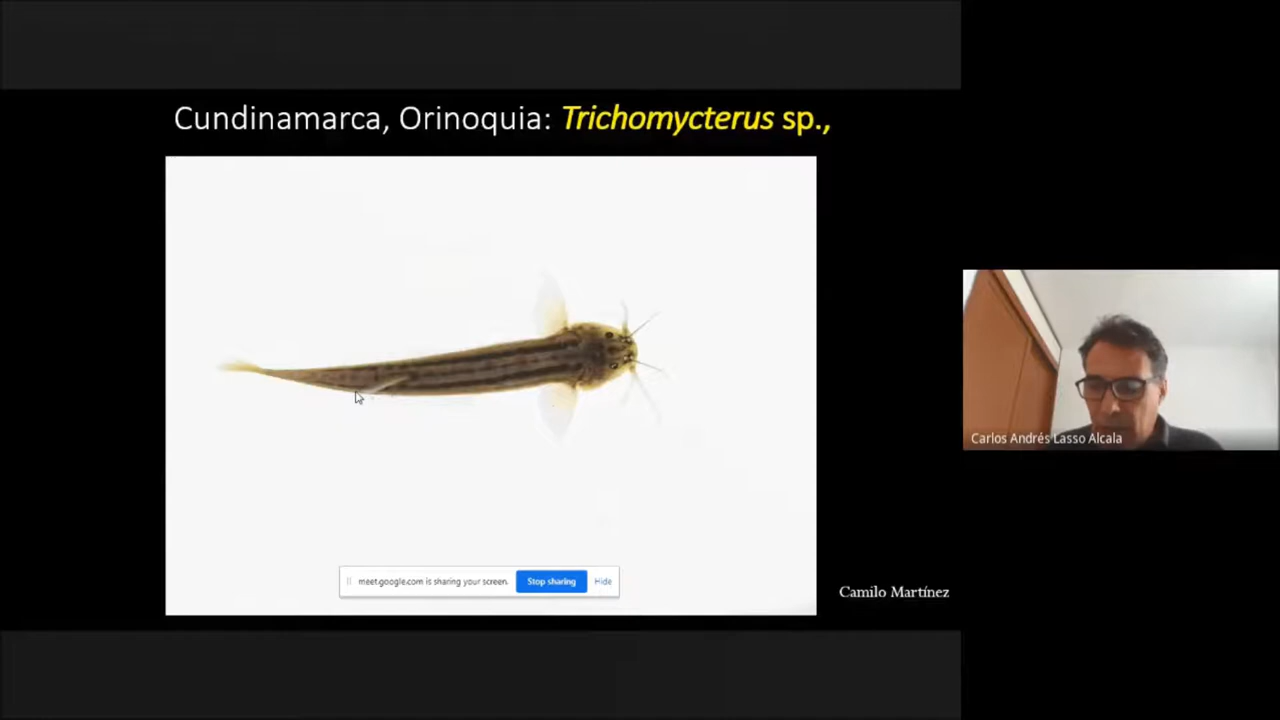 Cundinamarca, Orinoquia: Trichomycterus sp.,
Carlos Andrés Lasso Alcala
meet.google.com is sharing your screen.
Stop sharing
Hide
Camilo Martínez